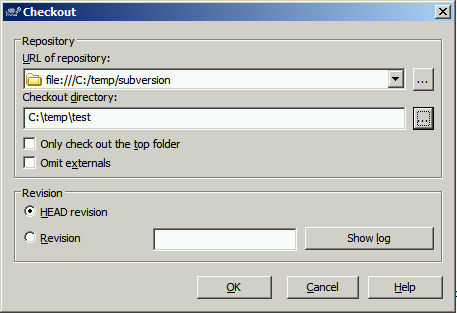 Checkout
Repository
URL of repository:
file:///C:/temp/subversion
...
Checkout directory:
C:\temp\test
...
Only check out the top folder
Omit externals
Revision
HEAD revision
Revision
Show log
OK
Cancel
Help